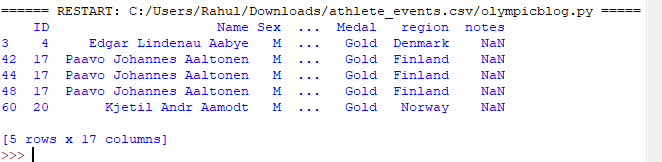 ====== RESTART: C:/Users/Rahul/Downloads/athlete_events.csv/olympicblog.py =====
    ID                     Name Sex  ...  Medal   region  notes
3    4     Edgar Lindenau Aabye   M  ...   Gold  Denmark    NaN
42  17  Paavo Johannes Aaltonen   M  ...   Gold  Finland    NaN
44  17  Paavo Johannes Aaltonen   M  ...   Gold  Finland    NaN
48  17  Paavo Johannes Aaltonen   M  ...   Gold  Finland    NaN
60  20       Kjetil Andr Aamodt   M  ...   Gold   Norway    NaN
[5 rows x 17 columns]
>>>